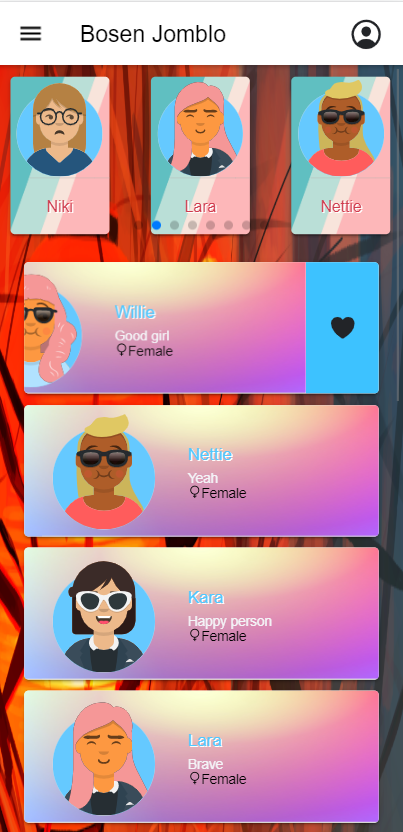 Bosen Jomblo
Niki
Lara
Nettie
Willie
Good girl
Female
Nettie
Yeah
Female
Kara
Happy person
Female
Lara
Brave
Female